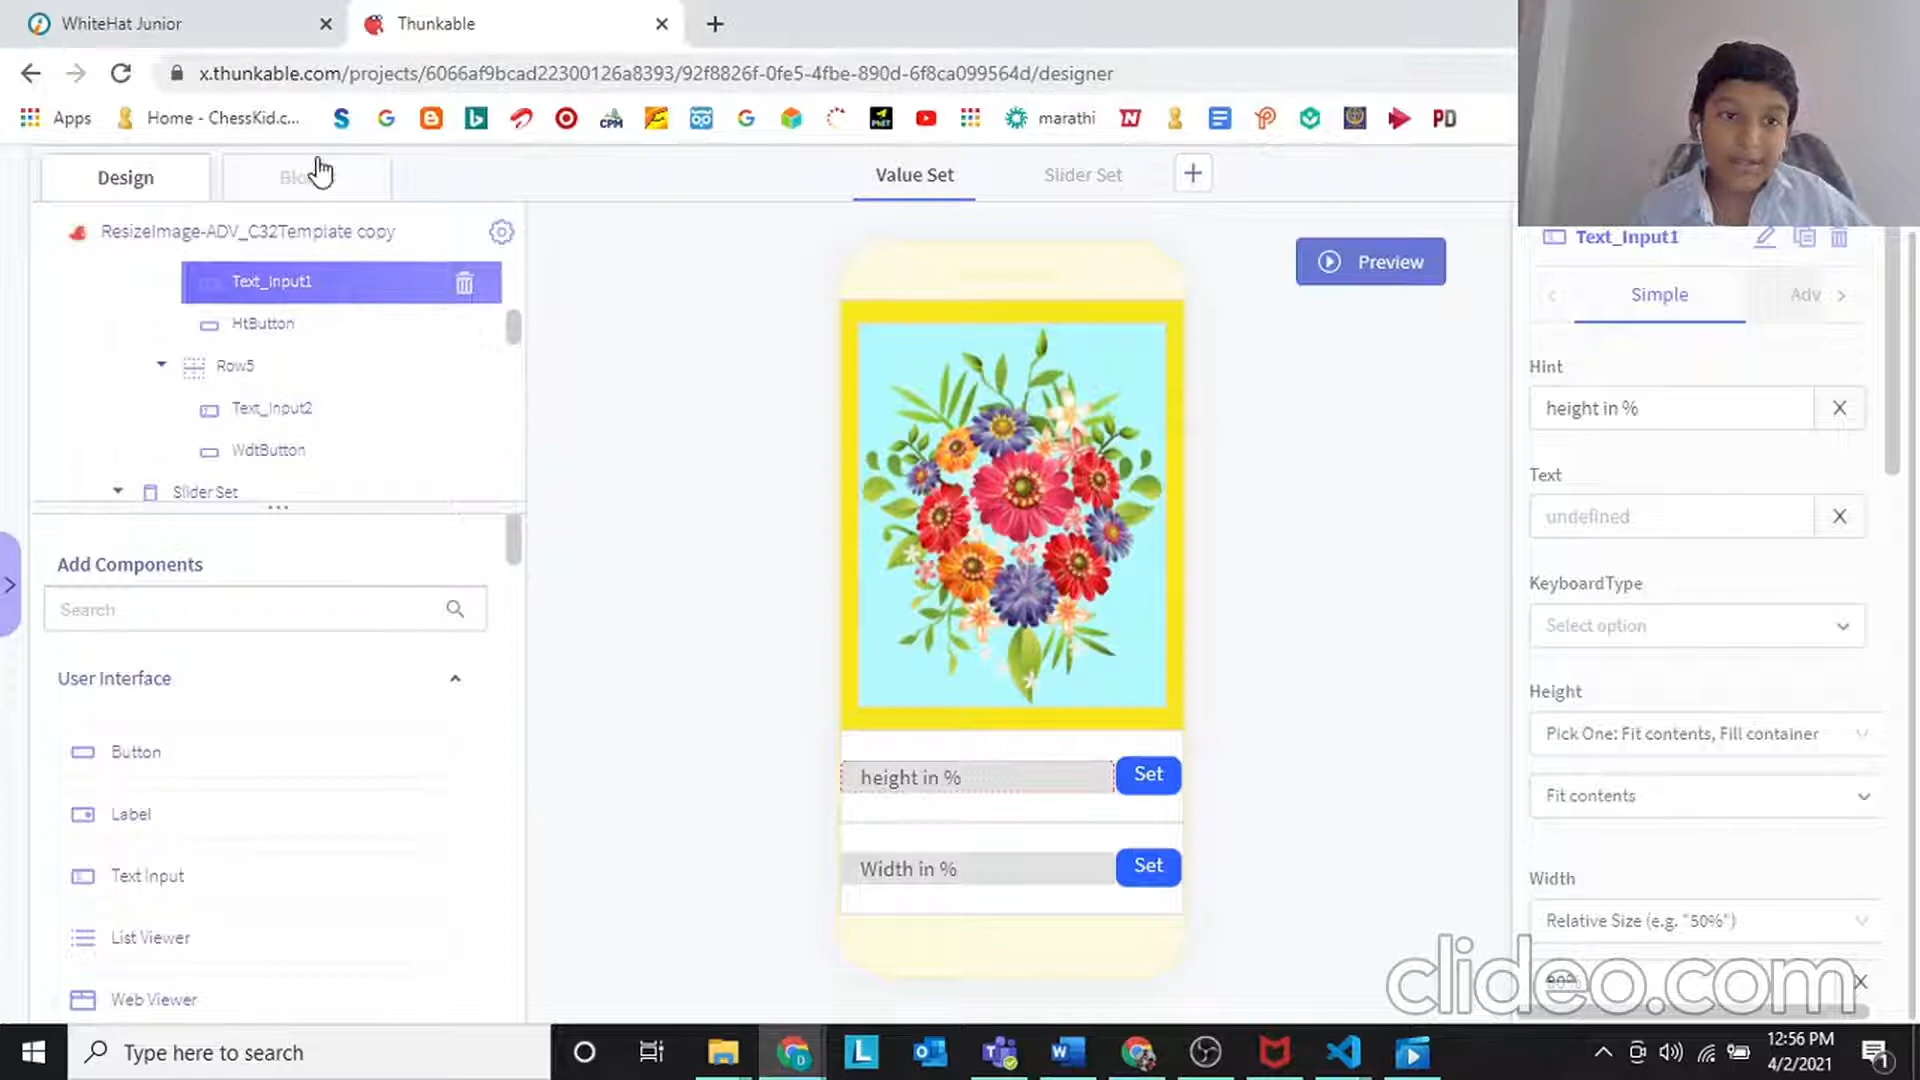 WhiteHat Junior
Thunkable
x.thunkable.com/projects/6066af9bcad22300126a8393/92f8826f-0fe5-4fbe-890d-6f8ca099564d/designer
Apps
Home - ChessKid.c...
CPM
marathi
PD
Design
Value Set
Slider Set
ResizeImage-ADV_C32Template copy
Text_Input1
HtButton
Row5
Text_Input2
WdtButton
Slider Set
Add Components
Search
User Interface
Button
Label
Text Input
List Viewer
Web Viewer
Preview
height in %
Set
Width in %
Set
Text_Input1
Simple
Adv
Hint
height in %
Text
undefined
KeyboardType
Select option
Height
Pick One: Fit contents, Fill container
Fit contents
Width
Relative Size (e.g. "50%")
clideo.com
Type here to search
12:56 PM
4/2/2021
1